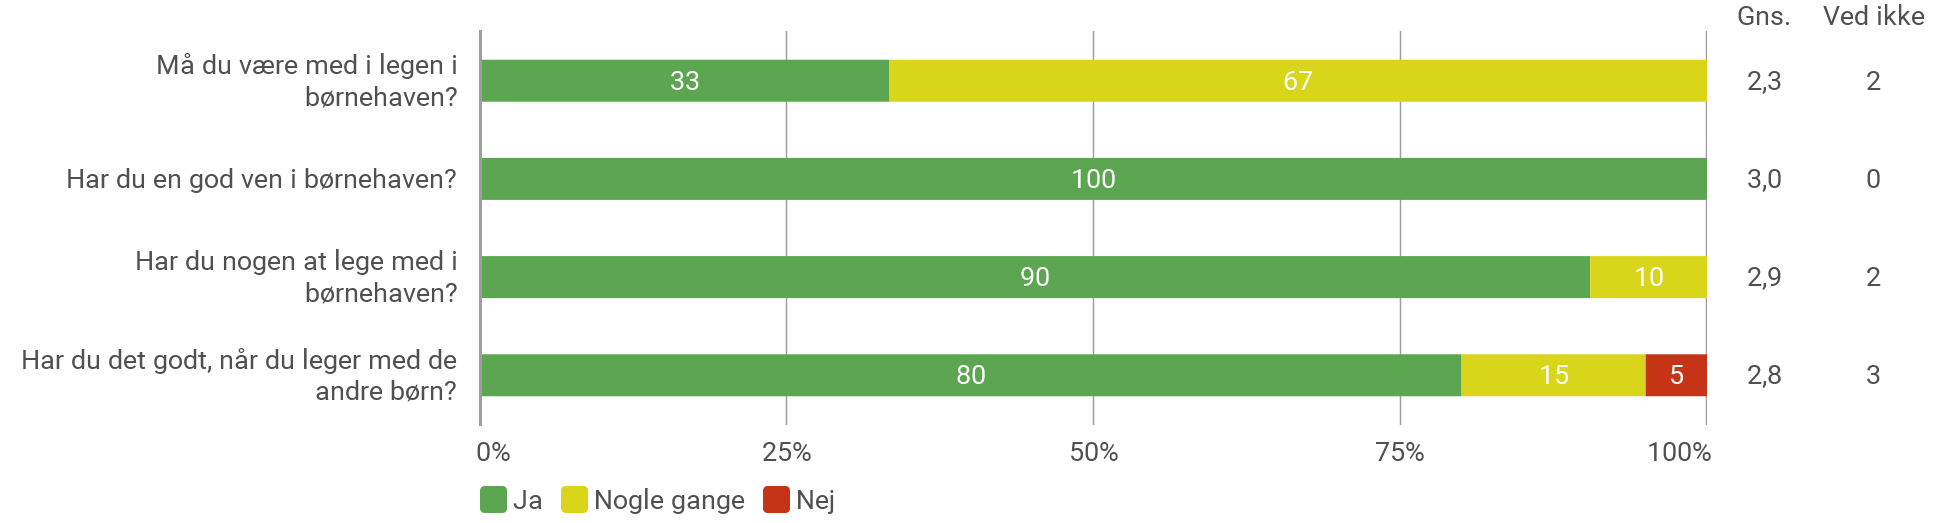 Gns. Ved ikke
Må du være med i legen i
børnehaven?
33 67 2,3 2
Har du en god ven i børnehaven? 100 3,0 0
Har du nogen at lege med i
børnehaven?
90 10 2,9 2
Har du det godt, når du leger med de
andre børn?
80 15 5 2,8 3
0% 25% 50% 75% 100%
Ja Nogle gange Nej